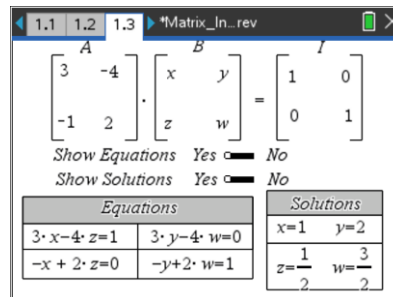 1.1 1.2 1.3 *Matrix_In...rev
A B I
3 -4 x y 1 0
· =
-1 2 z w 0 1
Show Equations Yes No
Show Solutions Yes No
Equations
3· x−4· z=1 3· y−4· w=0
−x + 2· z=0 −y+2· w=1
Solutions
x=1 y=2
z=1/2 w=3/2